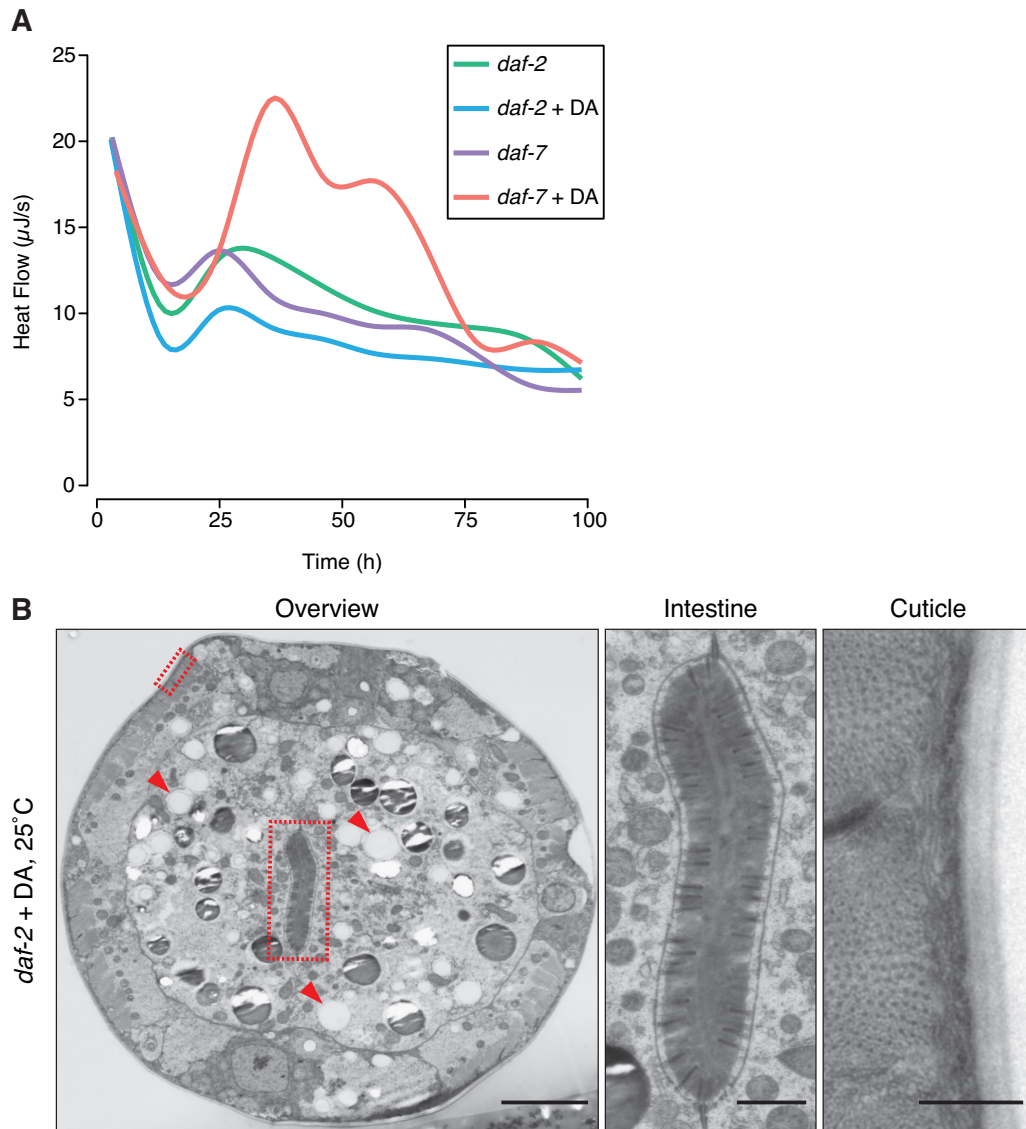 A
25
20
15
10
5
0
Heat Flow (µJ/s)
0 25 50 75 100
Time (h)
daf-2
daf-2 + DA
daf-7
daf-7 + DA
B
Overview Intestine Cuticle
daf-2 + DA, 25˚C